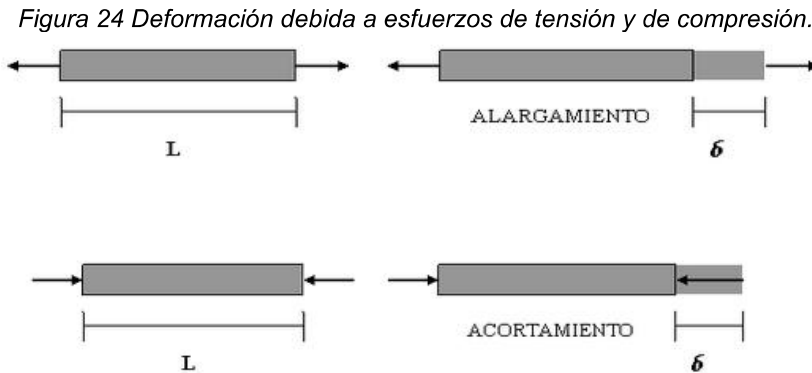 Figura 24 Deformación debida a esfuerzos de tensión y de compresión.
ALARGAMIENTO
L
δ
ACORTAMIENTO
L
δ